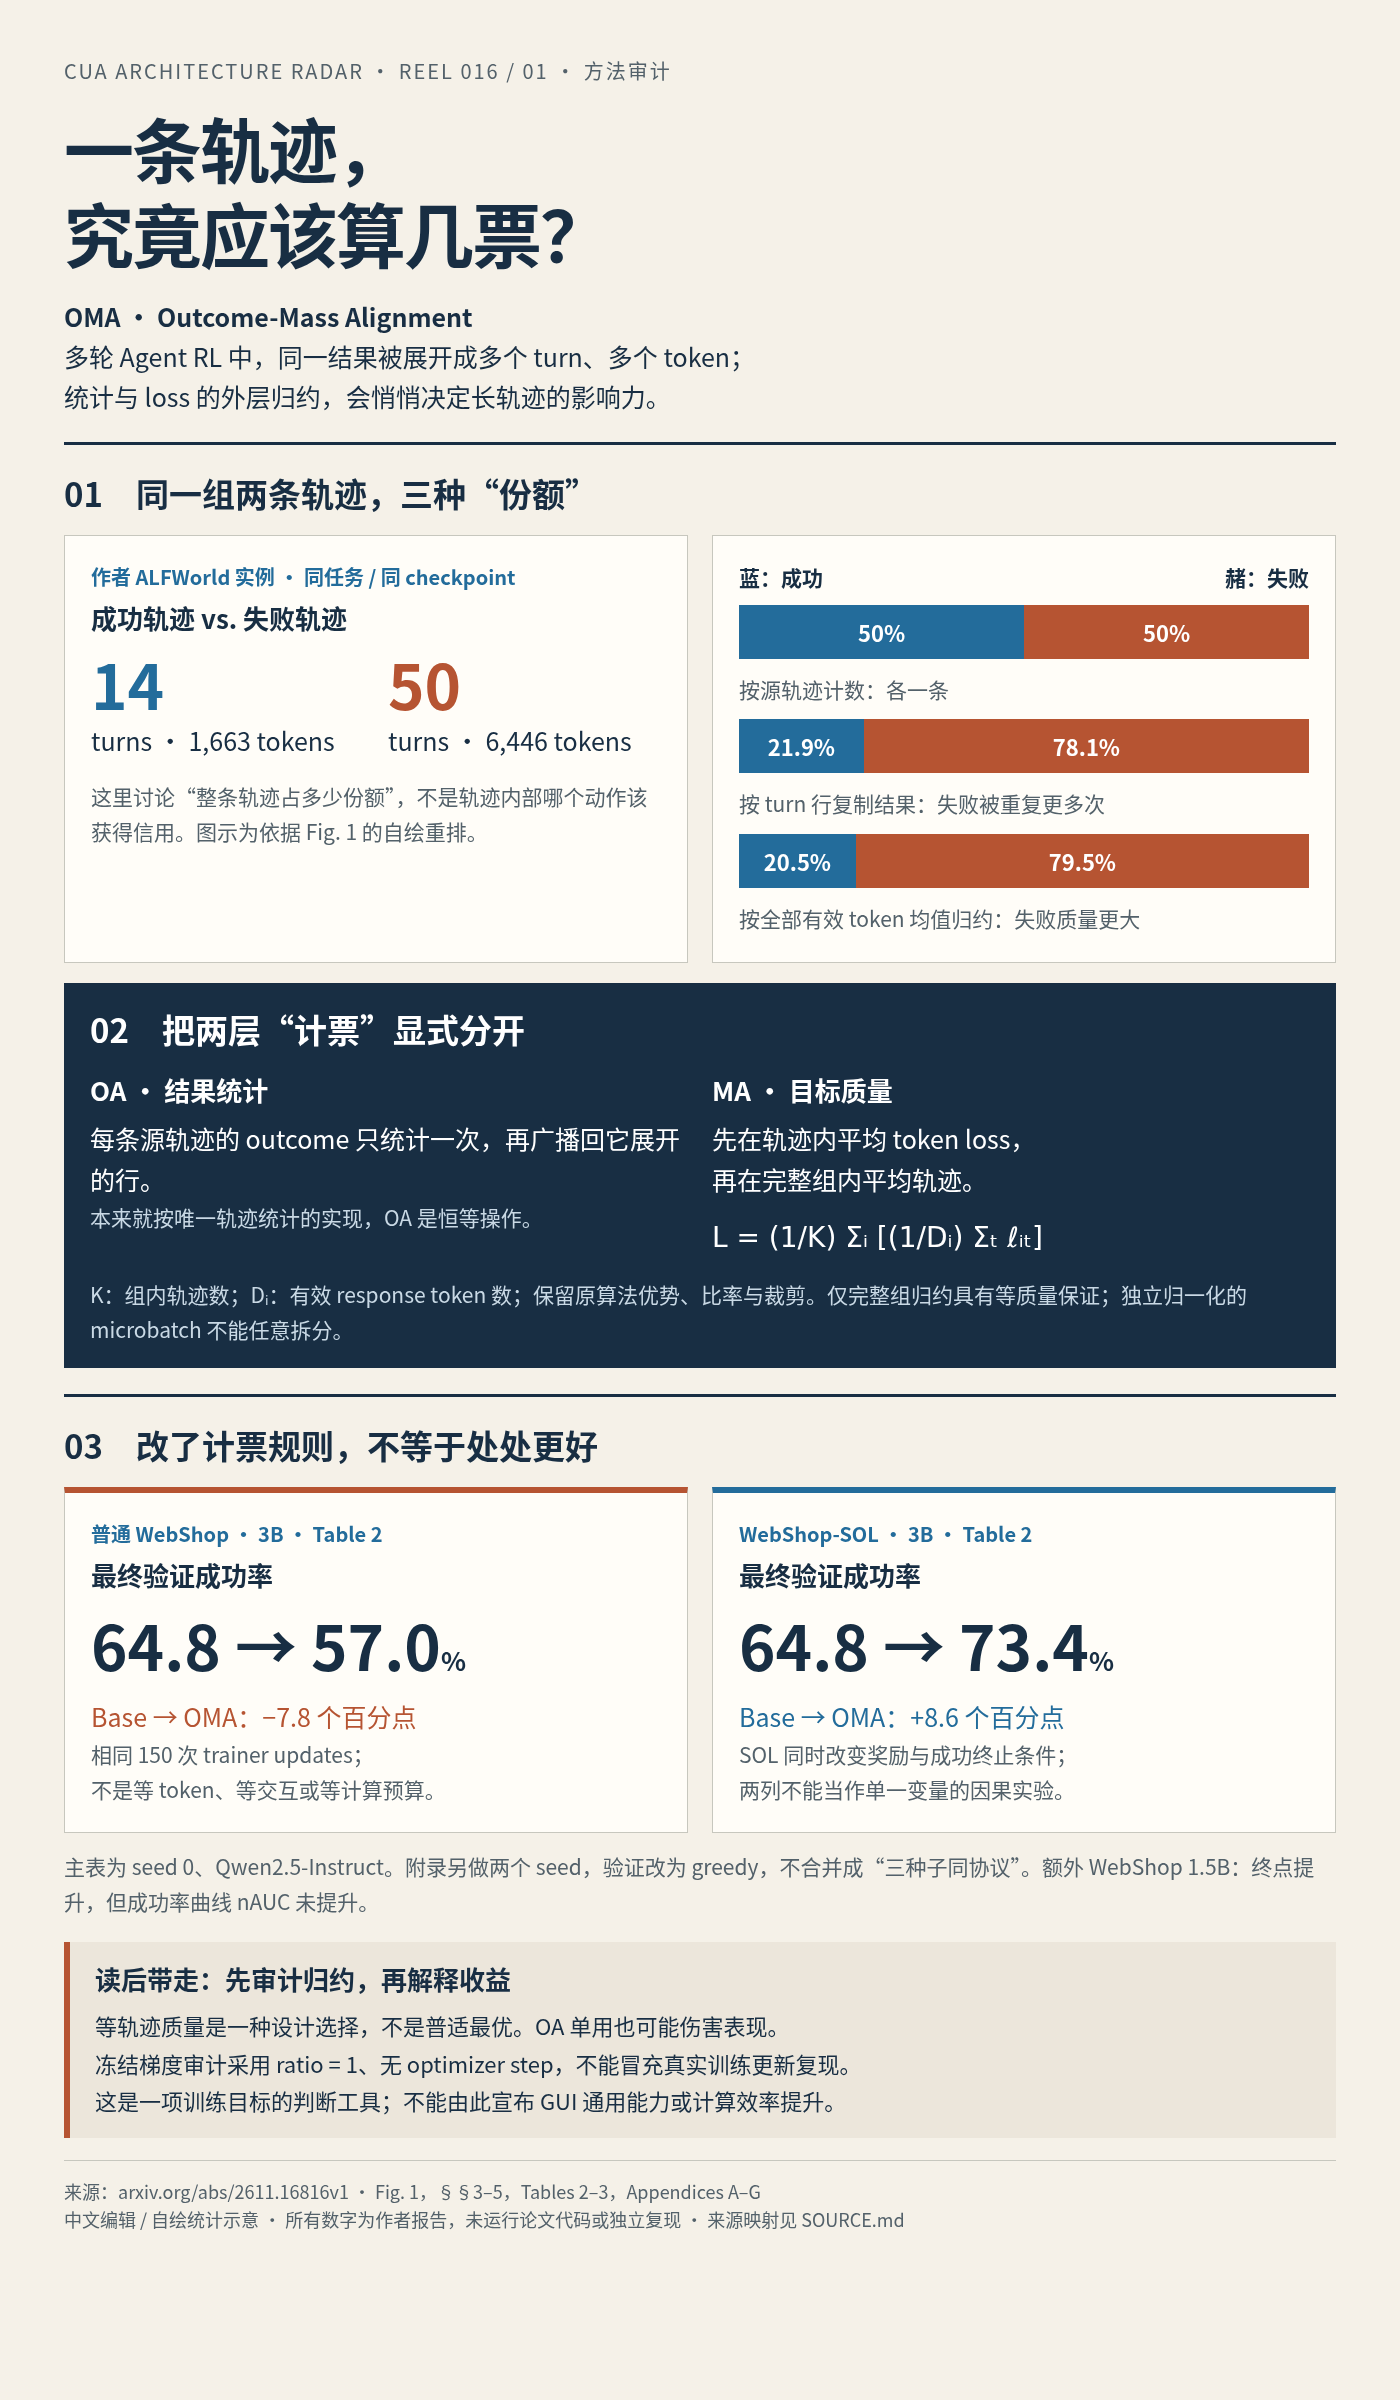 CUA ARCHITECTURE RADAR · REEL 016 / 01 · 方法审计
一条轨迹，
究竟应该算几票？
OMA · Outcome-Mass Alignment
多轮 Agent RL 中，同一结果被展开成多个 turn、多个 token；
统计与 loss 的外层归约，会悄悄决定长轨迹的影响力。
01 同一组两条轨迹，三种“份额”
作者 ALFWorld 实例 · 同任务 / 同 checkpoint
成功轨迹 vs. 失败轨迹
14 50
turns · 1,663 tokens turns · 6,446 tokens
这里讨论“整条轨迹占多少份额”，不是轨迹内部哪个动作该
获得信用。图示为依据 Fig. 1 的自绘重排。
蓝：成功 赭：失败
50% 50%
按源轨迹计数：各一条
21.9% 78.1%
按 turn 行复制结果：失败被重复更多次
20.5% 79.5%
按全部有效 token 均值归约：失败质量更大
02 把两层“计票”显式分开
OA · 结果统计
每条源轨迹的 outcome 只统计一次，再广播回它展开
的行。
本来就按唯一轨迹统计的实现，OA 是恒等操作。
MA · 目标质量
先在轨迹内平均 token loss，
再在完整组内平均轨迹。
L = (1/K) Σᵢ [(1/Dᵢ) Σₜ ℓᵢₜ]
K：组内轨迹数；Dᵢ：有效 response token 数；保留原算法优势、比率与裁剪。仅完整组归约具有等质量保证；独立归一化的
microbatch 不能任意拆分。
03 改了计票规则，不等于处处更好
普通 WebShop · 3B · Table 2
最终验证成功率
64.8 → 57.0%
Base → OMA：−7.8 个百分点
相同 150 次 trainer updates；
不是等 token、等交互或等计算预算。
WebShop-SOL · 3B · Table 2
最终验证成功率
64.8 → 73.4%
Base → OMA：+8.6 个百分点
SOL 同时改变奖励与成功终止条件；
两列不能当作单一变量的因果实验。
主表为 seed 0、Qwen2.5-Instruct。附录另做两个 seed，验证改为 greedy，不合并成“三种子同协议”。额外 WebShop 1.5B：终点提
升，但成功率曲线 nAUC 未提升。
读后带走：先审计归约，再解释收益
等轨迹质量是一种设计选择，不是普适最优。OA 单用也可能伤害表现。
冻结梯度审计采用 ratio = 1、无 optimizer step，不能冒充真实训练更新复现。
这是一项训练目标的判断工具；不能由此宣布 GUI 通用能力或计算效率提升。
来源：arxiv.org/abs/2611.16816v1 · Fig. 1，§§3–5，Tables 2–3，Appendices A–G
中文编辑 / 自绘统计示意 · 所有数字为作者报告，未运行论文代码或独立复现 · 来源映射见 SOURCE.md